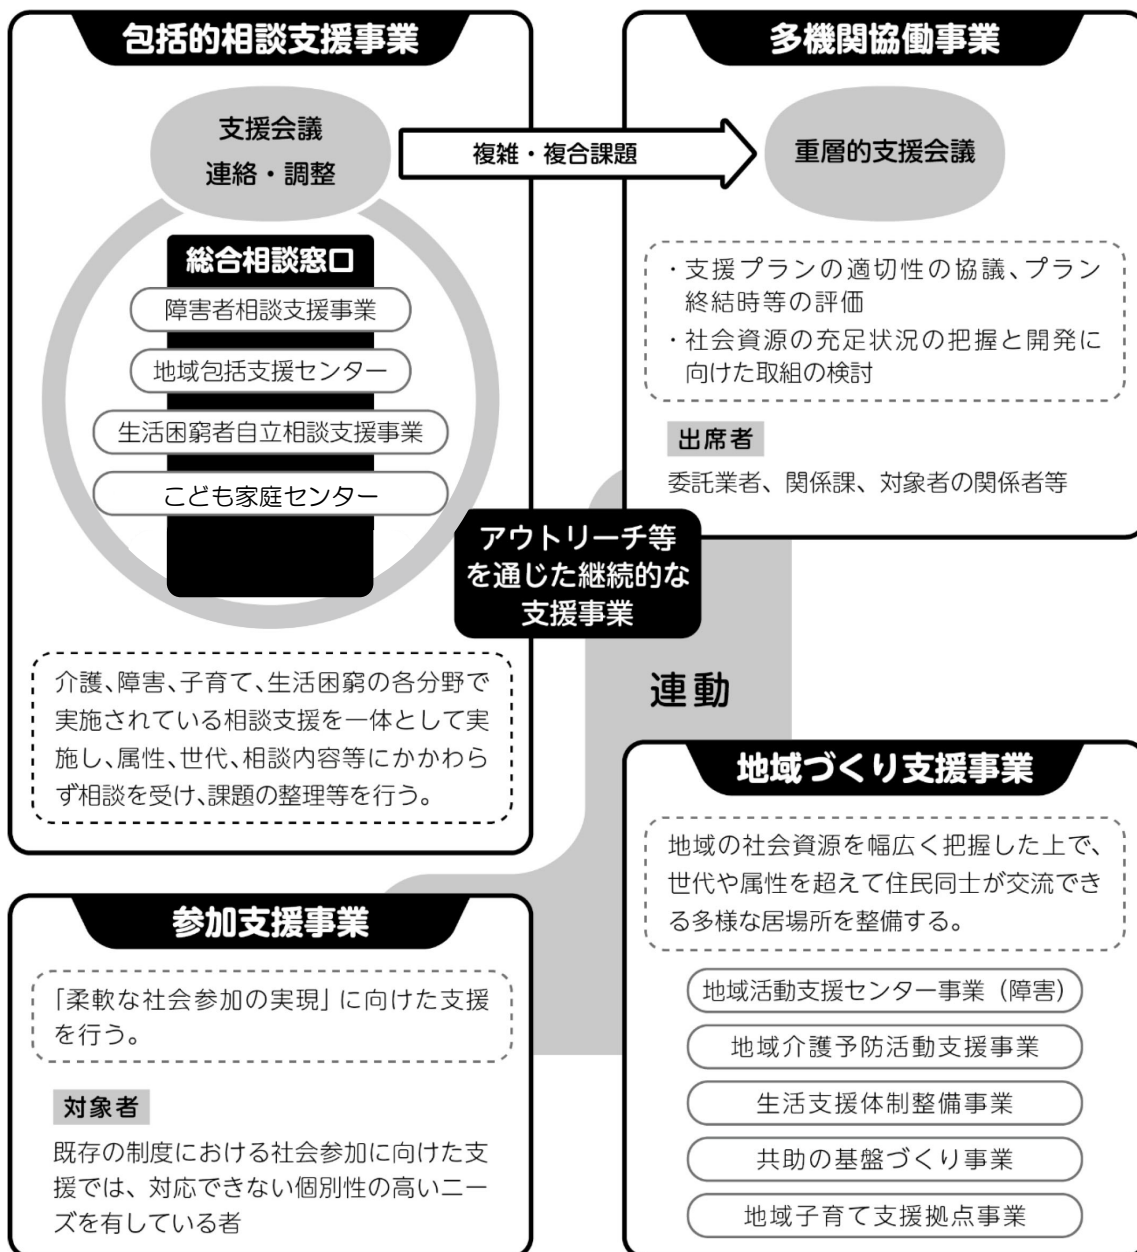 包括的相談支援事業
支援会議
連絡・調整
複雑・複合課題
総合相談窓口
障害者相談支援事業
地域包括支援センター
生活困窮者自立相談支援事業
こども家庭センター
介護、障害、子育て、生活困窮の各分野で
実施されている相談支援を一体として実
施し、属性、世代、相談内容等にかかわら
ず相談を受け、課題の整理等を行う。
多機関協働事業
重層的支援会議
・支援プランの適切性の協議、プラン
終結時等の評価
・社会資源の充足状況の把握と開発に
向けた取組の検討
出席者
委託業者、関係課、対象者の関係者等
アウトリーチ等
を通じた継続的な
支援事業
連動
参加支援事業
「柔軟な社会参加の実現」に向けた支援
を行う。
対象者
既存の制度における社会参加に向けた支
援では、対応できない個別性の高いニー
ズを有している者
地域づくり支援事業
地域の社会資源を幅広く把握した上で、
世代や属性を超えて住民同士が交流でき
る多様な居場所を整備する。
地域活動支援センター事業（障害）
地域介護予防活動支援事業
生活支援体制整備事業
共助の基盤づくり事業
地域子育て支援拠点事業